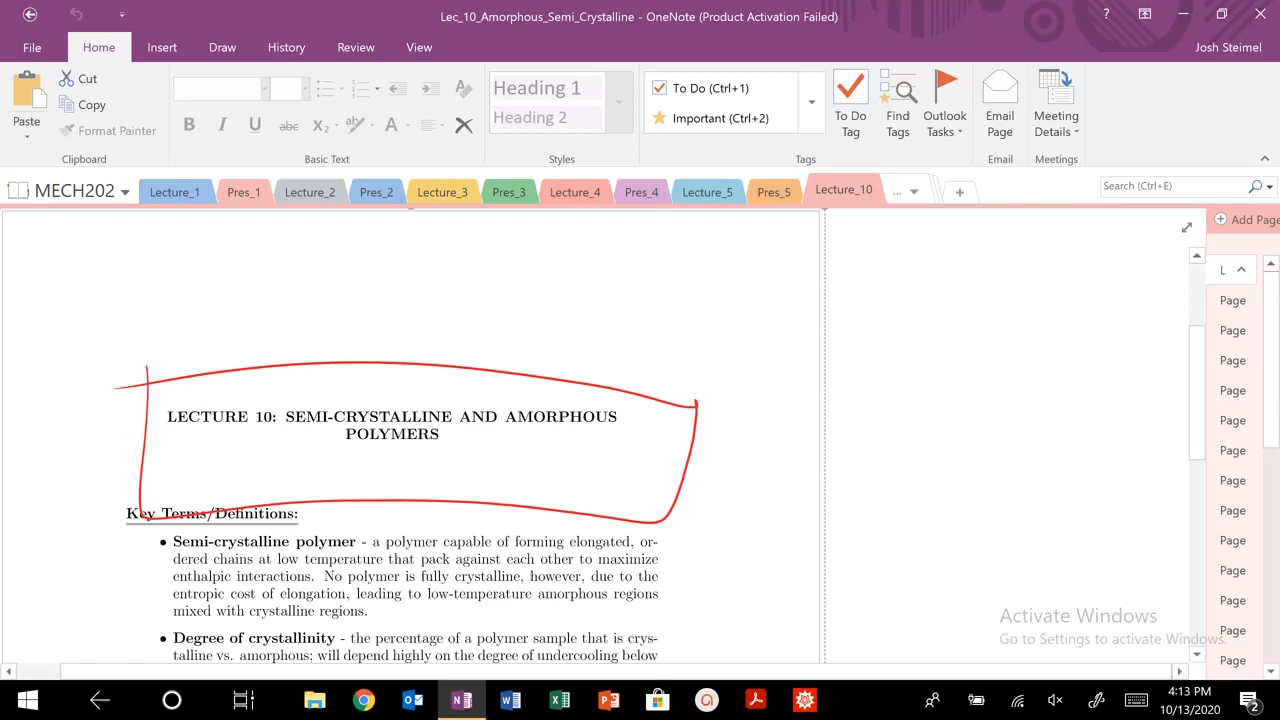 Lec_10_Amorphous_Semi_Crystalline - OneNote (Product Activation Failed)
?
File
Home
Insert
Draw
History
Review
View
Josh Steimel
Paste
Cut
Copy
Format Painter
B I U abc X₂ ab A
Heading 1
Heading 2
To Do (Ctrl+1)
Important (Ctrl+2)
To Do Tag
Find Tags
Outlook Tasks
Email Page
Meeting Details
Clipboard
Basic Text
Styles
Tags
Email
Meetings
MECH202
Lecture_1
Pres_1
Lecture_2
Pres_2
Lecture_3
Pres_3
Lecture_4
Pres_4
Lecture_5
Pres_5
Lecture_10
...
Search (Ctrl+E)
Add Page
L
Page
Page
Page
Page
Page
Page
Page
Page
Page
Page
Page
Page
Page
LECTURE 10: SEMI-CRYSTALLINE AND AMORPHOUS
POLYMERS
Key Terms/Definitions:
• Semi-crystalline polymer - a polymer capable of forming elongated, or-
dered chains at low temperature that pack against each other to maximize
enthalpic interactions. No polymer is fully crystalline, however, due to the
entropic cost of elongation, leading to low-temperature amorphous regions
mixed with crystalline regions.
• Degree of crystallinity - the percentage of a polymer sample that is crys-
talline vs. amorphous; will depend highly on the degree of undercooling below
Activate Windows
Go to Settings to activate Windows.
4:13 PM
10/13/2020
2